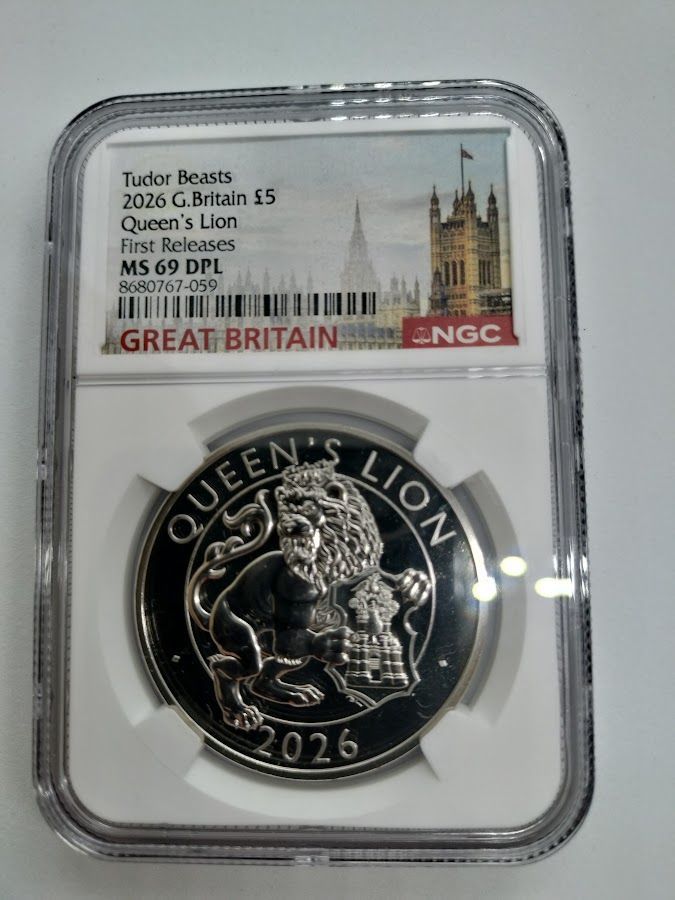 Tudor Beasts
2026 G.Britain £5
Queen's Lion
First Releases
MS 69 DPL
8680767-059
GREAT BRITAIN
NGC
QUEEN'S LION
2026